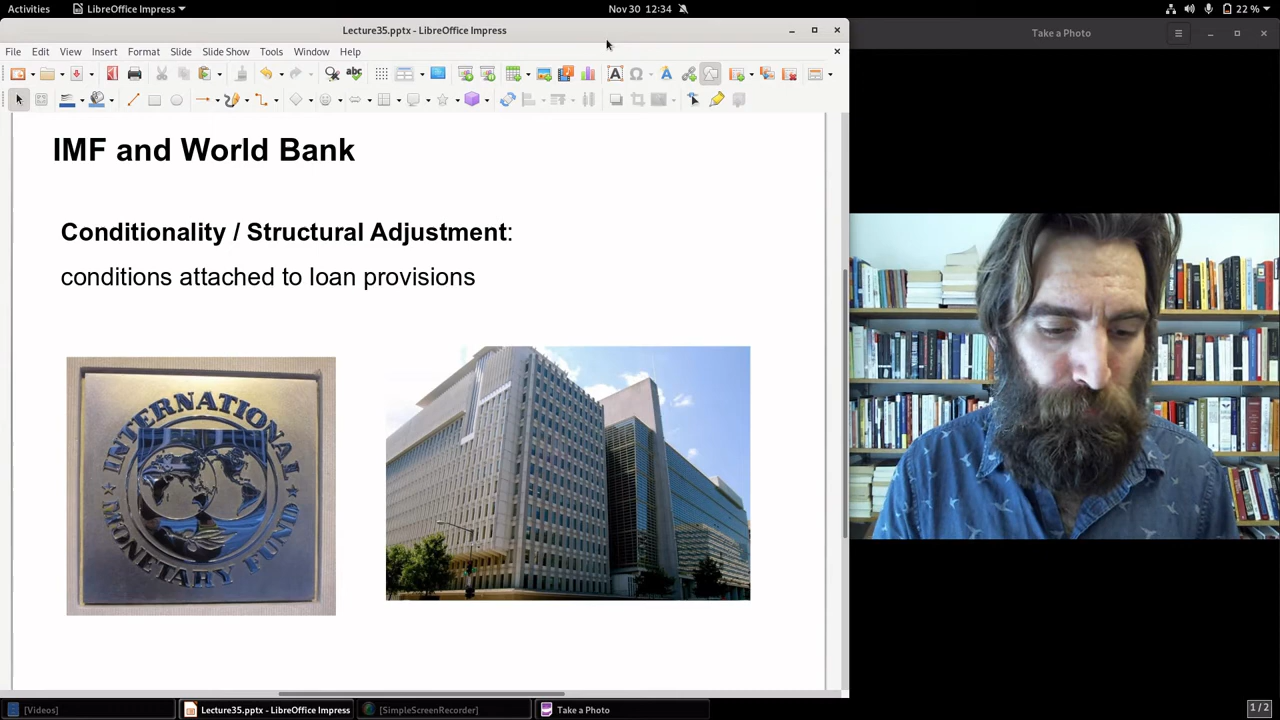 Activities
LibreOffice Impress
Nov 30 12:34
22 %
Lecture35.pptx - LibreOffice Impress
Take a Photo
File Edit View Insert Format Slide Slide Show Tools Window Help
abc
IMF and World Bank
Conditionality / Structural Adjustment:
conditions attached to loan provisions
INTERNATIONAL
MONETARY FUND
[Videos]
Lecture35.pptx - LibreOffice Impress
[SimpleScreenRecorder]
Take a Photo
1 / 2